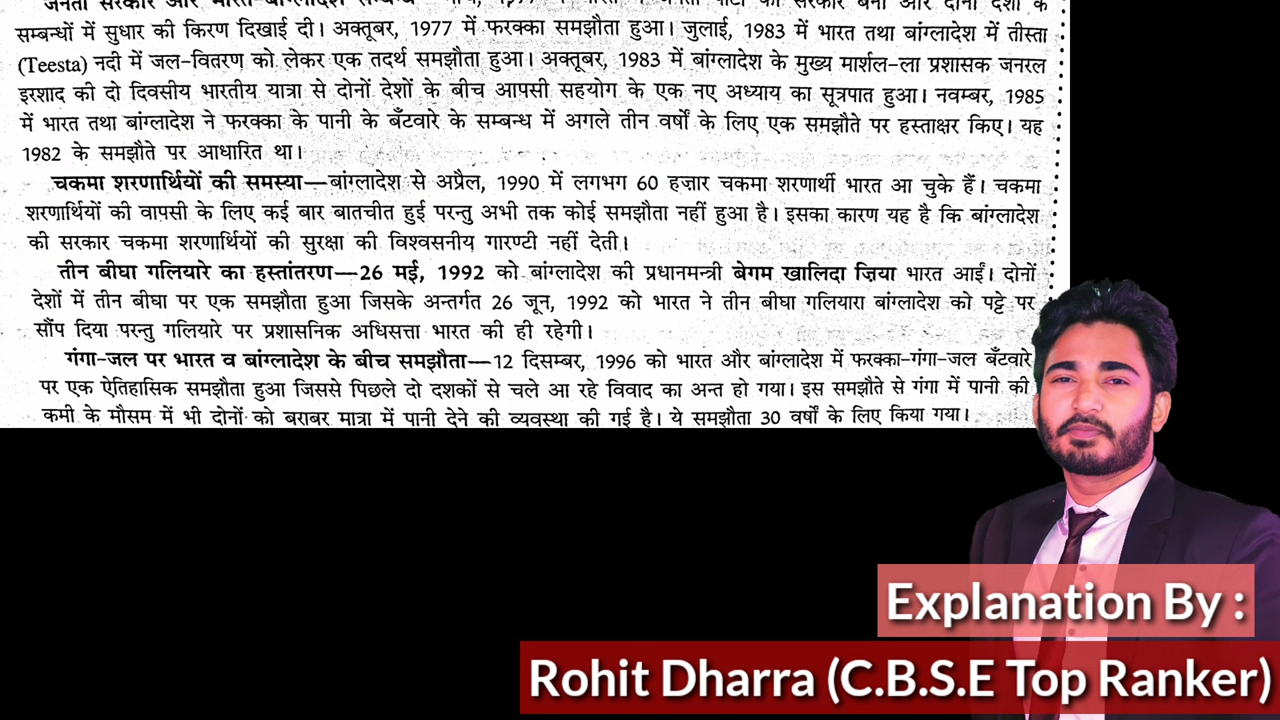 जनता सरकार और भारत-बांग्लादेश सम्बन्ध
सम्बन्धों में सुधार की किरण दिखाई दी। अक्तूबर, 1977 में फरक्का समझौता हुआ। जुलाई, 1983 में भारत तथा बांग्लादेश में तीस्ता
(Teesta) नदी में जल-वितरण को लेकर एक तदर्थ समझौता हुआ। अक्तूबर, 1983 में बांग्लादेश के मुख्य मार्शल-ला प्रशासक जनरल
इरशाद की दो दिवसीय भारतीय यात्रा से दोनों देशों के बीच आपसी सहयोग के एक नए अध्याय का सूत्रपात हुआ। नवम्बर, 1985
में भारत तथा बांग्लादेश ने फरक्का के पानी के बँटवारे के सम्बन्ध में अगले तीन वर्षों के लिए एक समझौते पर हस्ताक्षर किए। यह
1982 के समझौते पर आधारित था।
चकमा शरणार्थियों की समस्या—बांग्लादेश से अप्रैल, 1990 में लगभग 60 हज़ार चकमा शरणार्थी भारत आ चुके हैं। चकमा
शरणार्थियों की वापसी के लिए कई बार बातचीत हुई परन्तु अभी तक कोई समझौता नहीं हुआ है। इसका कारण यह है कि बांग्लादेश
की सरकार चकमा शरणार्थियों की सुरक्षा की विश्वसनीय गारण्टी नहीं देती।
तीन बीघा गलियारे का हस्तांतरण—26 मई, 1992 को बांग्लादेश की प्रधानमन्त्री बेगम खालिदा ज़िया भारत आईं। दोनों
देशों में तीन बीघा पर एक समझौता हुआ जिसके अन्तर्गत 26 जून, 1992 को भारत ने तीन बीघा गलियारा बांग्लादेश को पट्टे पर
सौंप दिया परन्तु गलियारे पर प्रशासनिक अधिसत्ता भारत की ही रहेगी।
गंगा-जल पर भारत व बांग्लादेश के बीच समझौता—12 दिसम्बर, 1996 को भारत और बांग्लादेश में फरक्का-गंगा-जल बँटवारे
पर एक ऐतिहासिक समझौता हुआ जिससे पिछले दो दशकों से चले आ रहे विवाद का अन्त हो गया। इस समझौते से गंगा में पानी की
कमी के मौसम में भी दोनों को बराबर मात्रा में पानी देने की व्यवस्था की गई है। ये समझौता 30 वर्षों के लिए किया गया।
Explanation By :
Rohit Dharra (C.B.S.E Top Ranker)